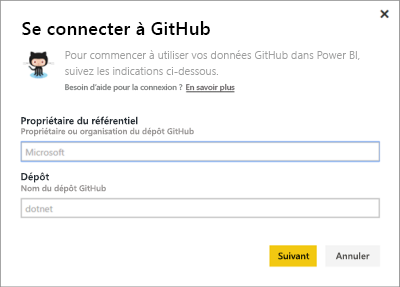 Se connecter à GitHub
Pour commencer à utiliser vos données GitHub dans Power BI,
suivez les indications ci-dessous.
Besoin d'aide pour la connexion ? En savoir plus
Propriétaire du référentiel
Propriétaire ou organisation du dépôt GitHub
Microsoft
Dépôt
Nom du dépôt GitHub
dotnet
Suivant Annuler